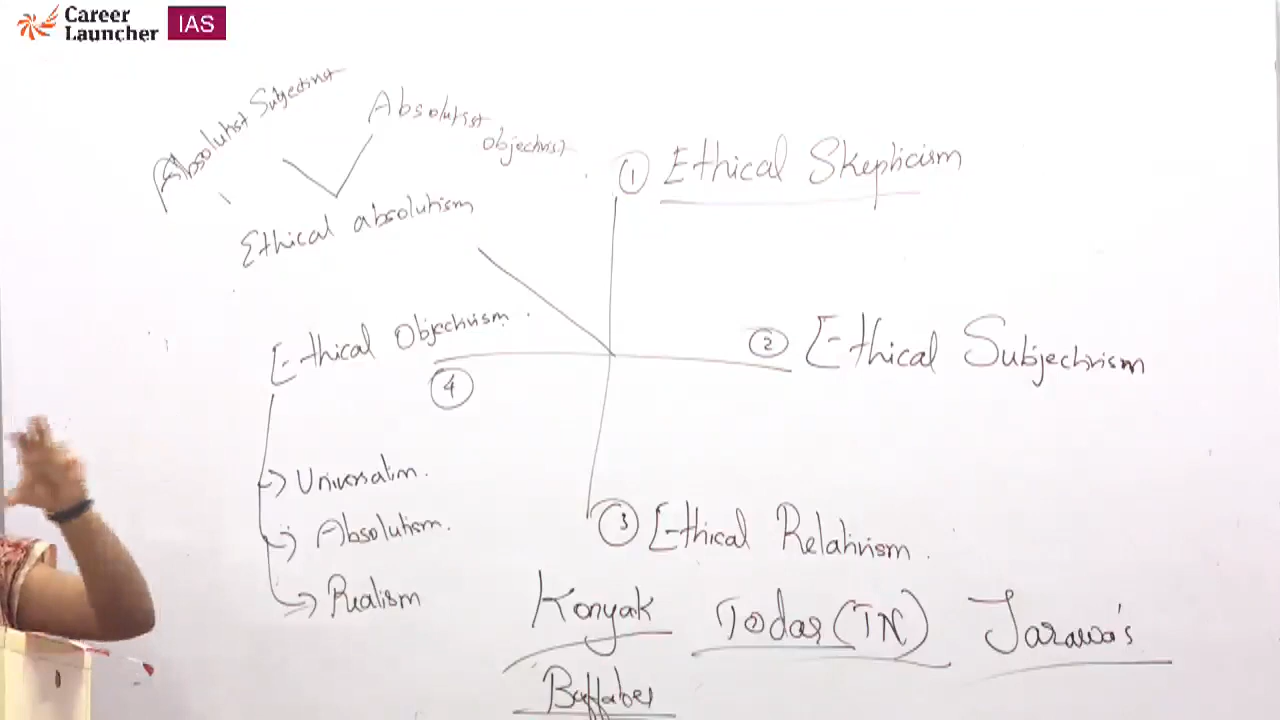 Career
Launcher
IAS
Absolutist Subjectivist
Absolutist
Objectivist
① Ethical Skepticism
Ethical absolutism
Ethical Objectivism.
② Ethical Subjectivism
④
→ Universalim.
→ Absolutism.
→ Realism
③ Ethical Relativism.
Konyak Todas (TN) Jarawa's